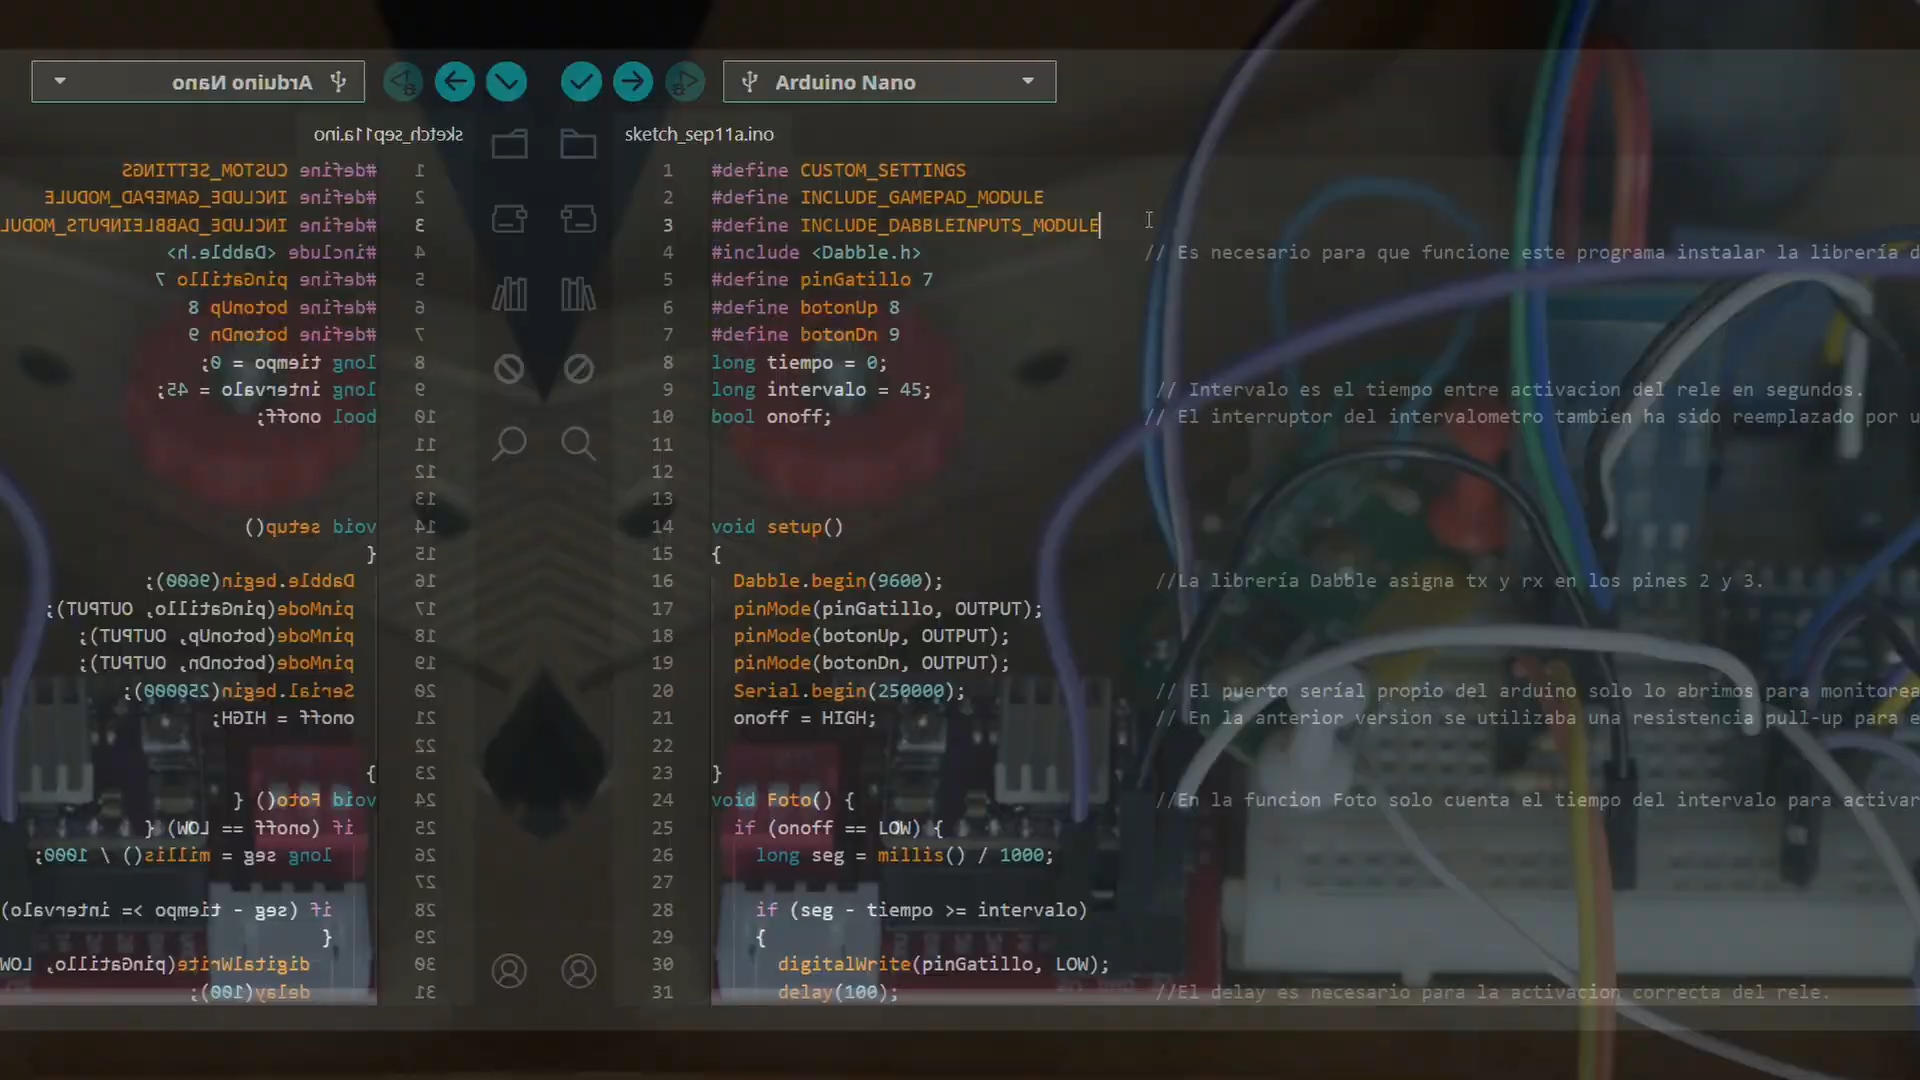 Arduino Nano
sketch_sep11a.ino
1 #define CUSTOM_SETTINGS
2 #define INCLUDE_GAMEPAD_MODULE
3 #define INCLUDE_DABBLEINPUTS_MODULE
4 #include <Dabble.h> // Es necesario para que funcione este programa instalar la librería d
5 #define pinGatillo 7
6 #define botonUp 8
7 #define botonDn 9
8 long tiempo = 0;
9 long intervalo = 45; // Intervalo es el tiempo entre activacion del rele en segundos.
10 bool onoff; // El interruptor del intervalometro tambien ha sido reemplazado por u
11
12
13
14 void setup()
15 {
16 Dabble.begin(9600); //La librería Dabble asigna tx y rx en los pines 2 y 3.
17 pinMode(pinGatillo, OUTPUT);
18 pinMode(botonUp, OUTPUT);
19 pinMode(botonDn, OUTPUT);
20 Serial.begin(250000); // El puerto seríal propio del arduino solo lo abrimos para monitorea
21 onoff = HIGH; // En la anterior version se utilizaba una resistencia pull-up para e
22
23 }
24 void Foto() { //En la funcion Foto solo cuenta el tiempo del intervalo para activar
25 if (onoff == LOW) {
26 long seg = millis() / 1000;
27
28 if (seg - tiempo >= intervalo)
29 {
30 digitalWrite(pinGatillo, LOW);
31 delay(100); //El delay es necesario para la activacion correcta del rele.